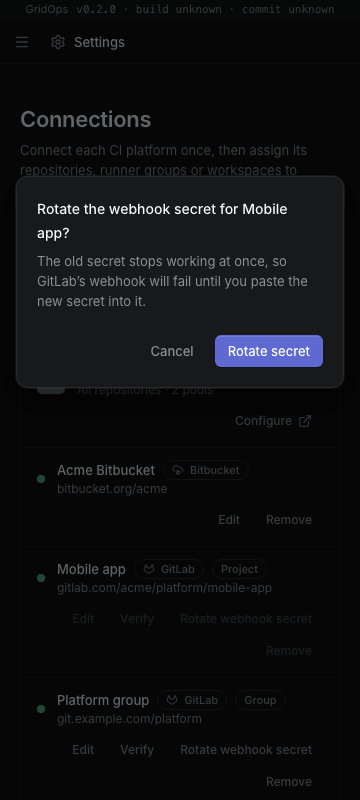 GridOps v0.2.0 · build unknown · commit unknown
Settings
Connections
Connect each CI platform once, then assign its
repositories, runner groups or workspaces to
Rotate the webhook secret for Mobile
app?
The old secret stops working at once, so
GitLab's webhook will fail until you paste the
new secret into it.
Cancel
Rotate secret
All repositories · 2 pools
Configure
Acme Bitbucket
Bitbucket
bitbucket.org/acme
Edit
Remove
Mobile app
GitLab
Project
gitlab.com/acme/platform/mobile-app
Edit
Verify
Rotate webhook secret
Remove
Platform group
GitLab
Group
git.example.com/platform
Edit
Verify
Rotate webhook secret
Remove